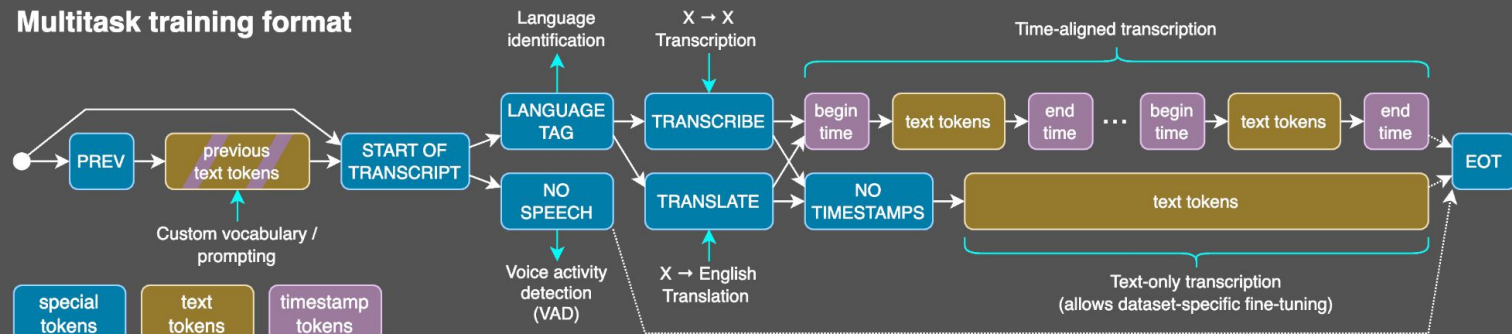 Multitask training format
Language
identification
X → X
Transcription
Time-aligned transcription
PREV
previous
text tokens
START OF
TRANSCRIPT
LANGUAGE
TAG
NO
SPEECH
TRANSCRIBE
TRANSLATE
begin
time
text tokens
end
time
...
begin
time
text tokens
end
time
NO
TIMESTAMPS
text tokens
EOT
Custom vocabulary /
prompting
Voice activity
detection
(VAD)
X → English
Translation
Text-only transcription
(allows dataset-specific fine-tuning)
special
tokens
text
tokens
timestamp
tokens